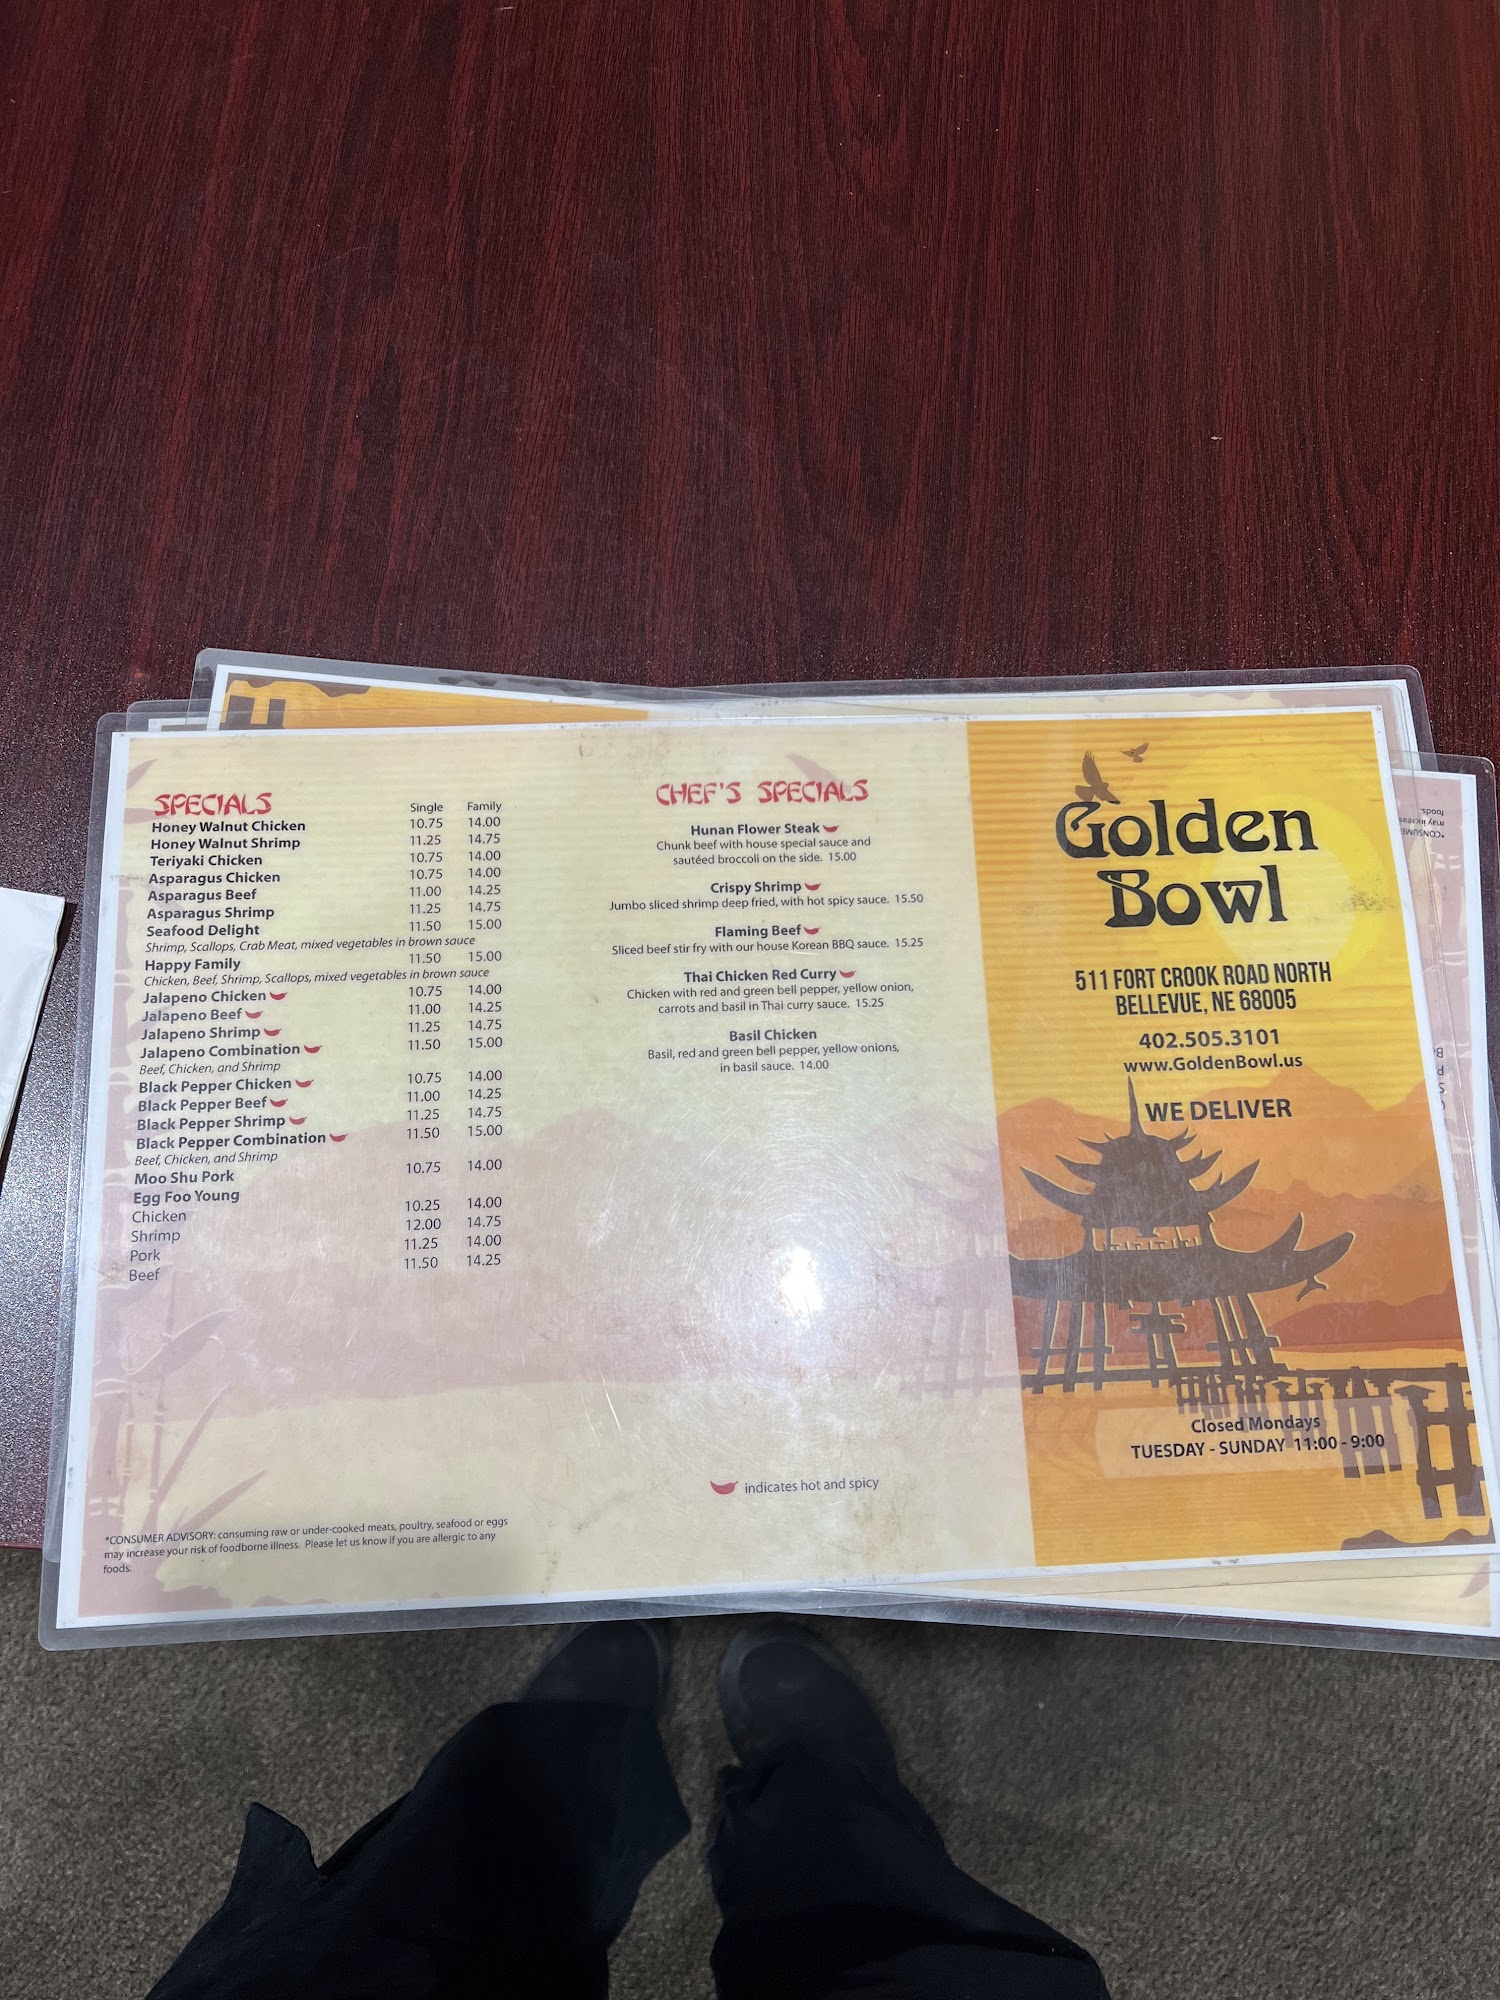 SPECIALS
Single Family
Honey Walnut Chicken 10.75 14.00
Honey Walnut Shrimp 11.25 14.75
Teriyaki Chicken 10.75 14.00
Asparagus Chicken 10.75 14.00
Asparagus Beef 11.00 14.25
Asparagus Shrimp 11.25 14.75
Seafood Delight 11.50 15.00
Shrimp, Scallops, Crab Meat, mixed vegetables in brown sauce
Happy Family 11.50 15.00
Chicken, Beef, Shrimp, Scallops, mixed vegetables in brown sauce
Jalapeno Chicken 10.75 14.00
Jalapeno Beef 11.00 14.25
Jalapeno Shrimp 11.25 14.75
Jalapeno Combination 11.50 15.00
Beef, Chicken, and Shrimp
Black Pepper Chicken 10.75 14.00
Black Pepper Beef 11.00 14.25
Black Pepper Shrimp 11.25 14.75
Black Pepper Combination 11.50 15.00
Beef, Chicken, and Shrimp
Moo Shu Pork 10.75 14.00
Egg Foo Young
Chicken 10.25 14.00
Shrimp 12.00 14.75
Pork 11.25 14.00
Beef 11.50 14.25
*CONSUMER ADVISORY: consuming raw or under-cooked meats, poultry, seafood or eggs
may increase your risk of foodborne illness. Please let us know if you are allergic to any
foods.
CHEF'S SPECIALS
Hunan Flower Steak
Chunk beef with house special sauce and
sautéed broccoli on the side. 15.00
Crispy Shrimp
Jumbo sliced shrimp deep fried, with hot spicy sauce. 15.50
Flaming Beef
Sliced beef stir fry with our house Korean BBQ sauce. 15.25
Thai Chicken Red Curry
Chicken with red and green bell pepper, yellow onion,
carrots and basil in Thai curry sauce. 15.25
Basil Chicken
Basil, red and green bell pepper, yellow onions,
in basil sauce. 14.00
indicates hot and spicy
Golden
Bowl
511 FORT CROOK ROAD NORTH
BELLEVUE, NE 68005
402.505.3101
www.GoldenBowl.us
WE DELIVER
Closed Mondays
TUESDAY - SUNDAY 11:00 - 9:00
*CONSUME
may increas
foods.